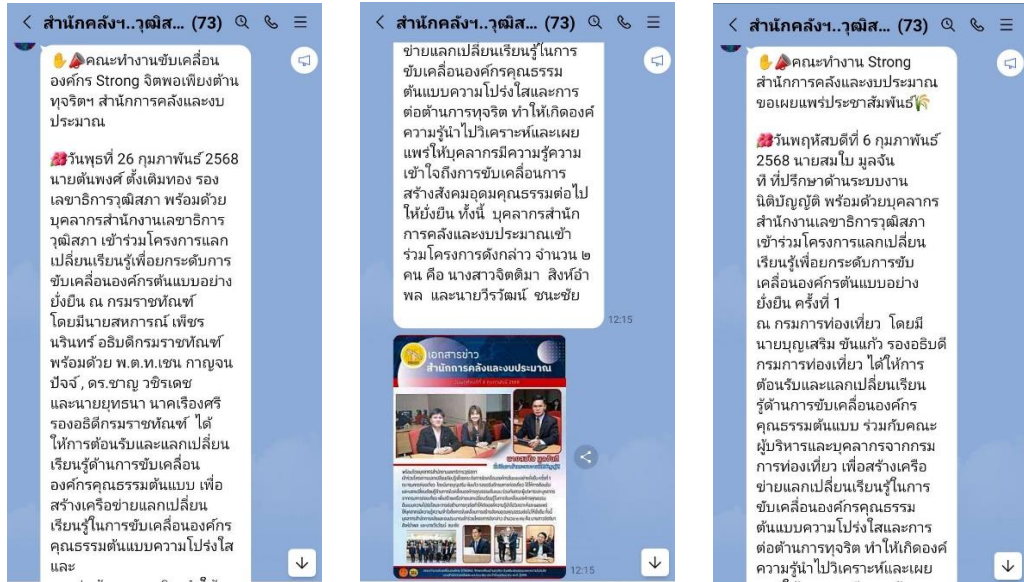 สำนักคลังฯ..วุฒิส... (73)
✋📣คณะทำงานขับเคลื่อน
องค์กร Strong จิตพอเพียงต้าน
ทุจริตฯ สำนักการคลังและงบ
ประมาณ
🌺วันพุธที่ 26 กุมภาพันธ์ 2568
นายตันพงศ์ ตั้งเติมทอง รอง
เลขาธิการวุฒิสภา พร้อมด้วย
บุคลากรสำนักงานเลขาธิการ
วุฒิสภา เข้าร่วมโครงการแลก
เปลี่ยนเรียนรู้เพื่อยกระดับการ
ขับเคลื่อนองค์กรต้นแบบอย่าง
ยั่งยืน ณ กรมราชทัณฑ์
โดยมีนายสหการณ์ เพ็ชร
นรินทร์ อธิบดีกรมราชทัณฑ์
พร้อมด้วย พ.ต.ท.เชน กาญจน
ปัจจ์ , ดร.ชาญ วชิรเดช
และนายยุทธนา นาคเรืองศรี
รองอธิดีกรมราชทัณฑ์ ได้
ให้การต้อนรับและแลกเปลี่ยน
เรียนรู้ด้านการขับเคลื่อน
องค์กรคุณธรรมต้นแบบ เพื่อ
สร้างเครือข่ายแลกเปลี่ยน
เรียนรู้ในการขับเคลื่อนองค์กร
คุณธรรมต้นแบบความโปร่งใส
และ
สำนักคลังฯ..วุฒิส... (73)
ข่ายแลกเปลี่ยนเรียนรู้ในการ
ขับเคลื่อนองค์กรคุณธรรม
ต้นแบบความโปร่งใสและการ
ต่อต้านการทุจริต ทำให้เกิดองค์
ความรู้นำไปวิเคราะห์และเผย
แพร่ให้บุคลากรมีความรู้ความ
เข้าใจถึงการขับเคลื่อนการ
สร้างสังคมอุดมคุณธรรมต่อไป
ให้ยั่งยืน ทั้งนี้ บุคลากรสำนัก
การคลังและงบประมาณเข้า
ร่วมโครงการดังกล่าว จำนวน ๒
คน คือ นางสาวจิตติมา สิงห์อำ
พล และนายวีรวัฒน์ ชนะชัย
12:15
เอกสารข่าว
สำนักการคลังและงบประมาณ
12:15
สำนักคลังฯ..วุฒิส... (73)
✋📣คณะทำงาน Strong
สำนักการคลังและงบประมาณ
ขอเผยแพร่ประชาสัมพันธ์🌾
🌺วันพฤหัสบดีที่ 6 กุมภาพันธ์
2568 นายสมใบ มูลจัน
ที ที่ปรึกษาด้านระบบงาน
นิติบัญญัติ พร้อมด้วยบุคลากร
สำนักงานเลขาธิการวุฒิสภา
เข้าร่วมโครงการแลกเปลี่ยน
เรียนรู้เพื่อยกระดับการขับ
เคลื่อนองค์กรต้นแบบอย่าง
ยั่งยืน ครั้งที่ 1
ณ กรมการท่องเที่ยว โดยมี
นายบุญเสริม ขันแก้ว รองอธิบดี
กรมการท่องเที่ยว ได้ให้การ
ต้อนรับและแลกเปลี่ยนเรียน
รู้ด้านการขับเคลื่อนองค์กร
คุณธรรมต้นแบบ ร่วมกับคณะ
ผู้บริหารและบุคลากรจากกรม
การท่องเที่ยว เพื่อสร้างเครือ
ข่ายแลกเปลี่ยนเรียนรู้ในการ
ขับเคลื่อนองค์กรคุณธรรม
ต้นแบบความโปร่งใสและการ
ต่อต้านการทุจริต ทำให้เกิดองค์
ความรู้นำไปวิเคราะห์และเผย